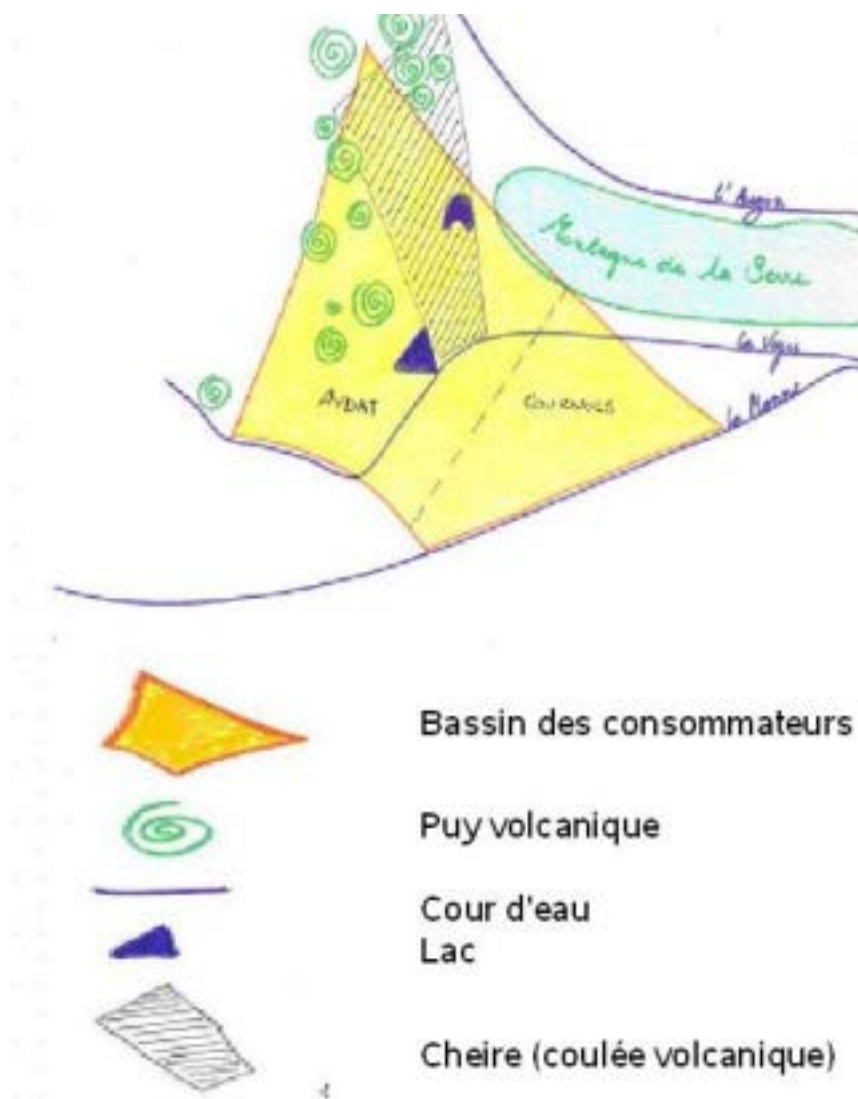 L'Auzon
Montagne de la Serre
La Veyre
AYDAT
COURNOLS
La Monne
Bassin des consommateurs
Puy volcanique
Cour d'eau
Lac
Cheire (coulée volcanique)